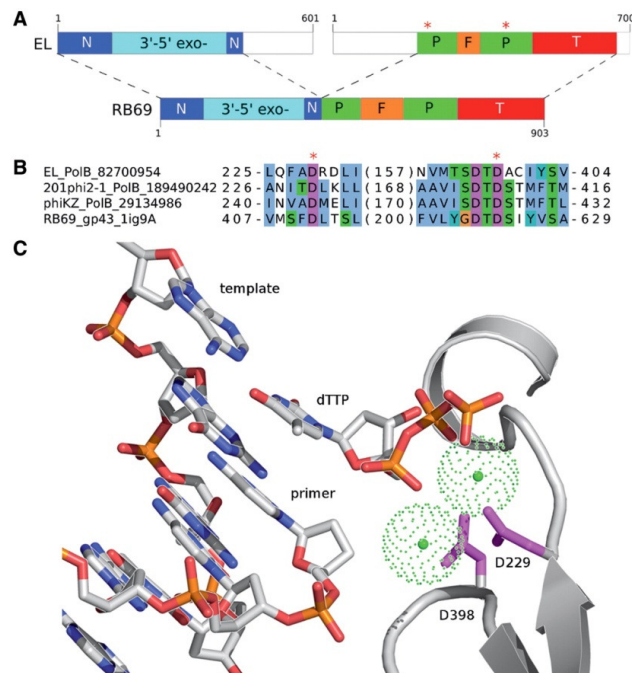 A
1 601 1 700
* *
EL N 3'-5' exo- N P F P T
RB69 N 3'-5' exo- N P F P T
1 903
B
* *
EL_PolB_82700954 225 - LQFADRDLI (157) NVMTSDTDACIYSV - 404
201phi2-1_PolB_189490242 226 - ANITDLKLL (168) AAVISDTDSTMFTM - 416
phiKZ_PolB_29134986 240 - INVADMELI (170) AAVISDTDSTMFTL - 432
RB69_gp43_1ig9A 407 - VMSFDLTSL (200) FVLYGDTDSIYVSA - 629
C
template
dTTP
primer
D229
D398